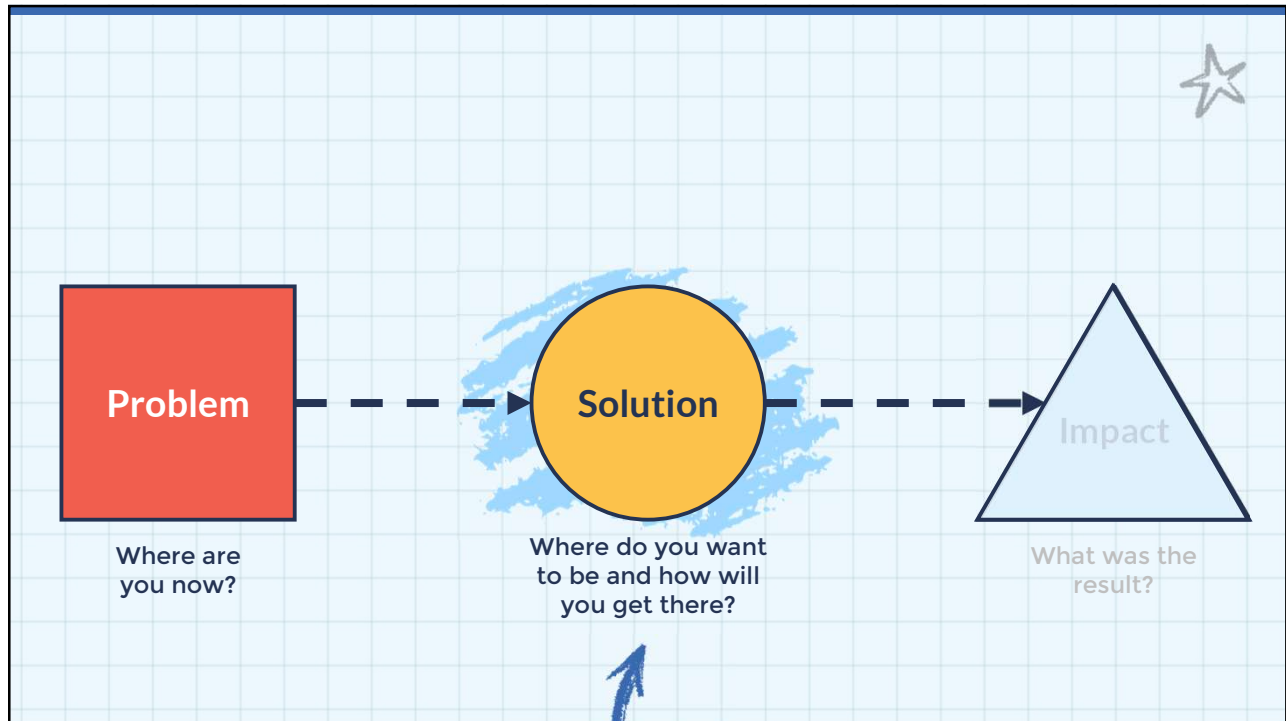 Problem
Solution
Impact
Where are
you now?
Where do you want
to be and how will
you get there?
What was the
result?